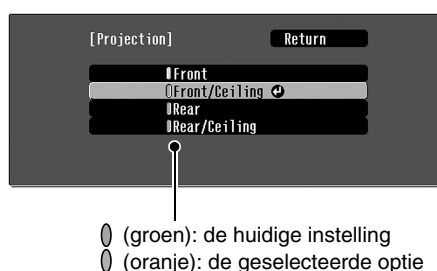 [Projection] Return
Front
Front/Ceiling
Rear
Rear/Ceiling
(groen): de huidige instelling
(oranje): de geselecteerde optie